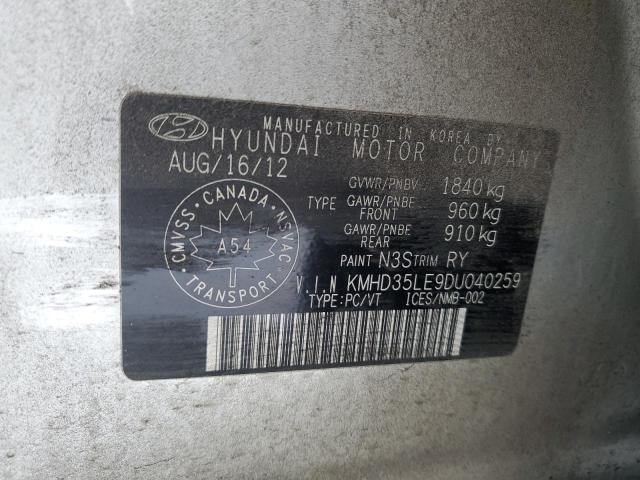 MANUFACTURED IN KOREA BY
HYUNDAI MOTOR COMPANY
AUG/16/12
GVWR/PNBV 1840 kg
TYPE GAWR/PNBE FRONT 960 kg
GAWR/PNBE REAR 910 kg
PAINT N3S TRIM RY
V.I.N KMHD35LE9DU040259
TYPE:PC/VT ICES/NMB-002
CMVSS · CANADA · NSVAC
A54
TRANSPORT